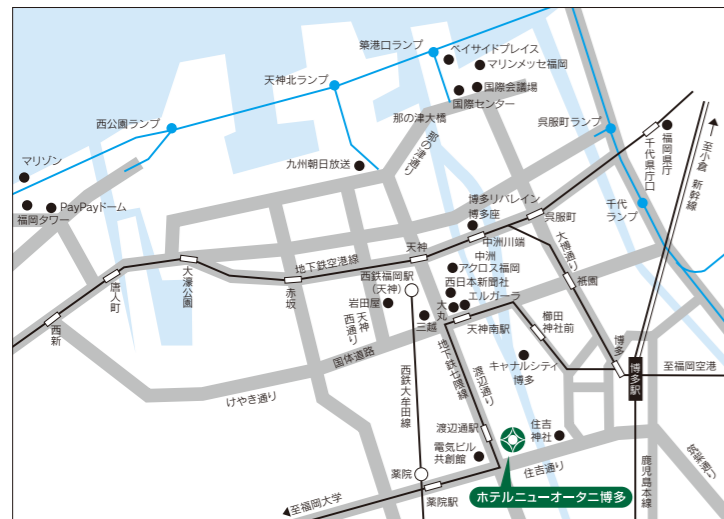 築港口ランプ
ベイサイドプレイス
マリンメッセ福岡
天神北ランプ
国際会議場
国際センター
那の津大橋
西公園ランプ
那の津通り
呉服町ランプ
福岡県庁
千代県庁口
至小倉 新幹線
マリゾン
九州朝日放送
PayPayドーム
福岡タワー
千代
ランプ
博多リバレイン
博多座
呉服町
大博通り
中洲川端
天神
中洲
地下鉄空港線
アクロス福岡
祇園
大濠公園
西鉄福岡駅
(天神)
西日本新聞社
唐人町
赤坂
岩田屋
エルガーラ
大丸
天神
西通り
三越
天神南駅
櫛田
神社前
西新
国体道路
地下鉄七隈線
渡辺通り
博多
キャナルシティ
博多
至福岡空港
博多駅
けやき通り
西鉄大牟田線
渡辺通駅
住吉
神社
電気ビル
共創館
住吉通り
筑紫通り
鹿児島本線
薬院
薬院駅
ホテルニューオータニ博多
至福岡大学